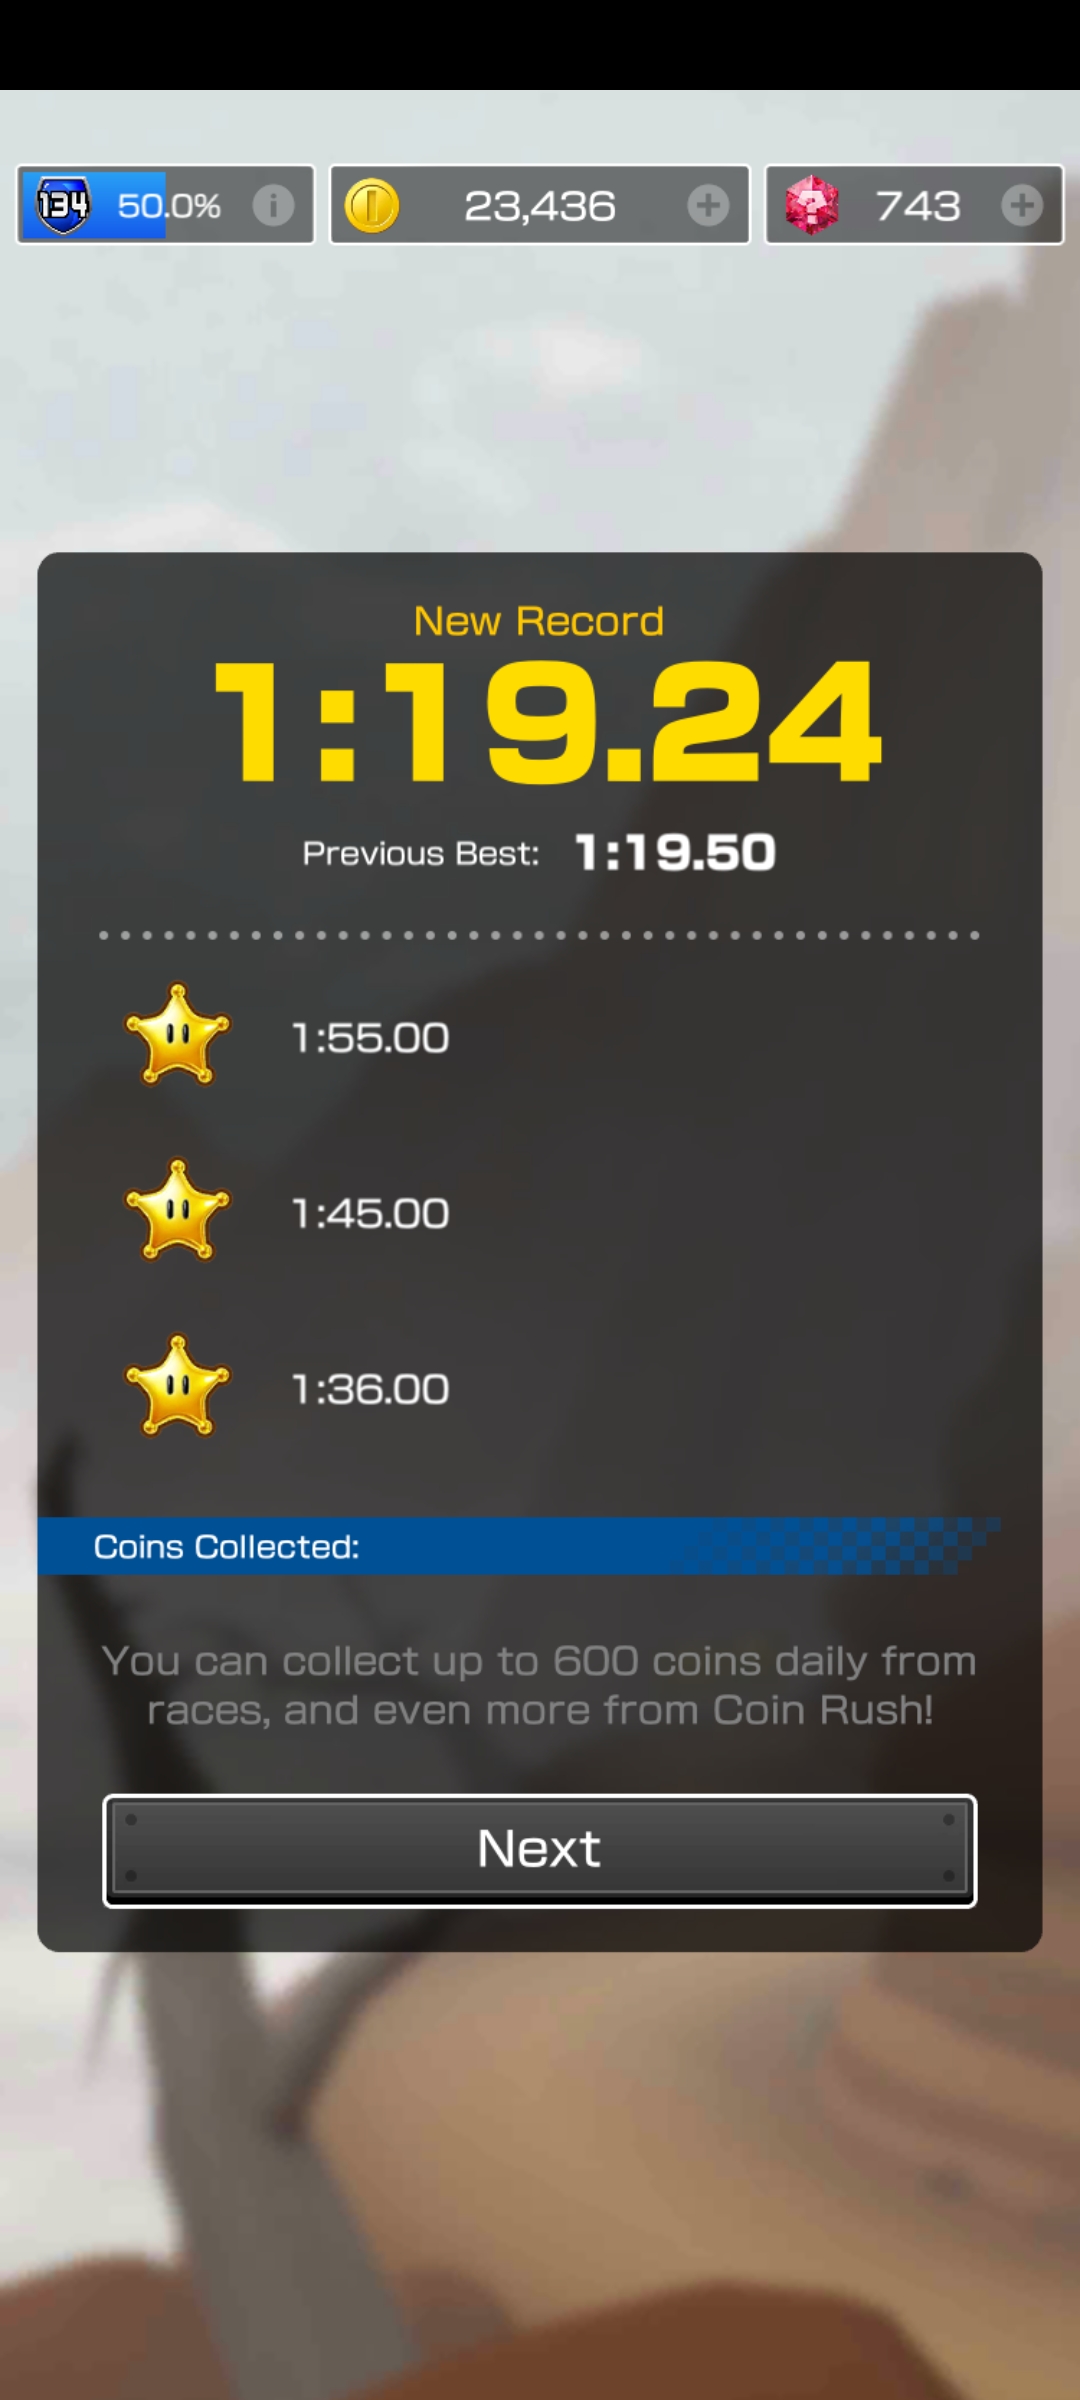 134 50.0% i 23,436 + 743 +
New Record
1:19.24
Previous Best: 1:19.50
1:55.00
1:45.00
1:36.00
Coins Collected:
You can collect up to 600 coins daily from
races, and even more from Coin Rush!
Next